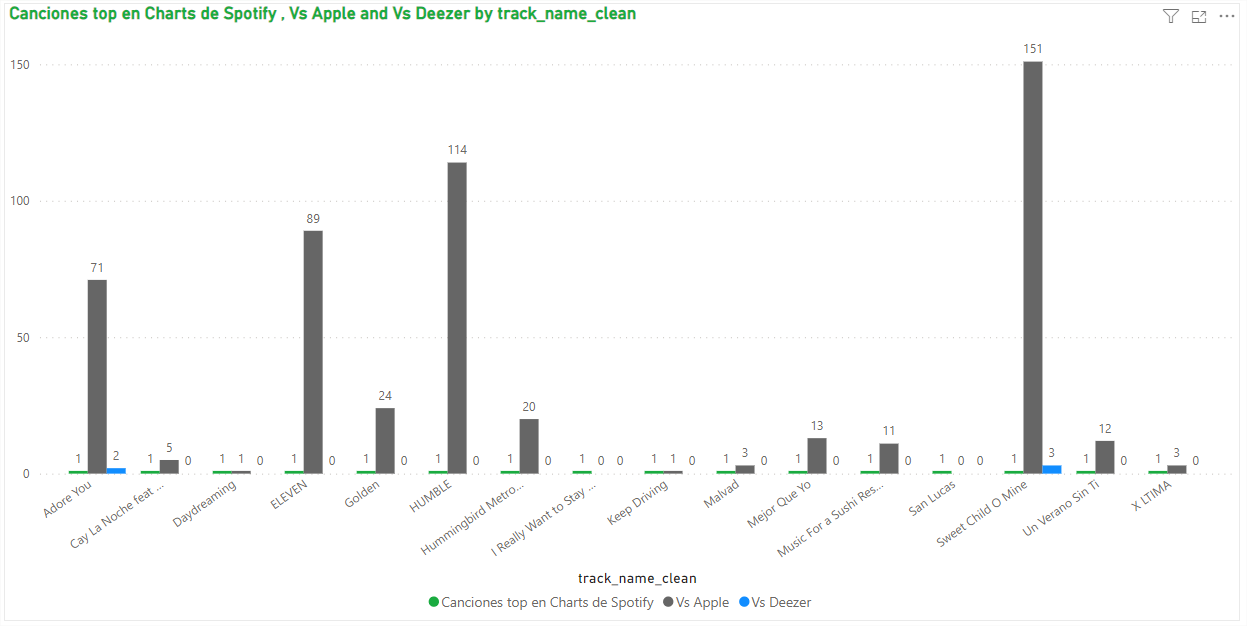 Canciones top en Charts de Spotify , Vs Apple and Vs Deezer by track_name_clean
150
100
50
0
1 71 2
1 5 0
1 1 0
1 89 0
1 24 0
1 114 0
1 20 0
1 0 0
1 1 0
1 3 0
1 13 0
1 11 0
1 0 0
1 151 3
1 12 0
1 3 0
Adore You
Cay La Noche feat ...
Daydreaming
ELEVEN
Golden
HUMBLE
Hummingbird Metro...
I Really Want to Stay ...
Keep Driving
Malvad
Mejor Que Yo
Music For a Sushi Res...
San Lucas
Sweet Child O Mine
Un Verano Sin Ti
X LTIMA
track_name_clean
Canciones top en Charts de Spotify Vs Apple Vs Deezer